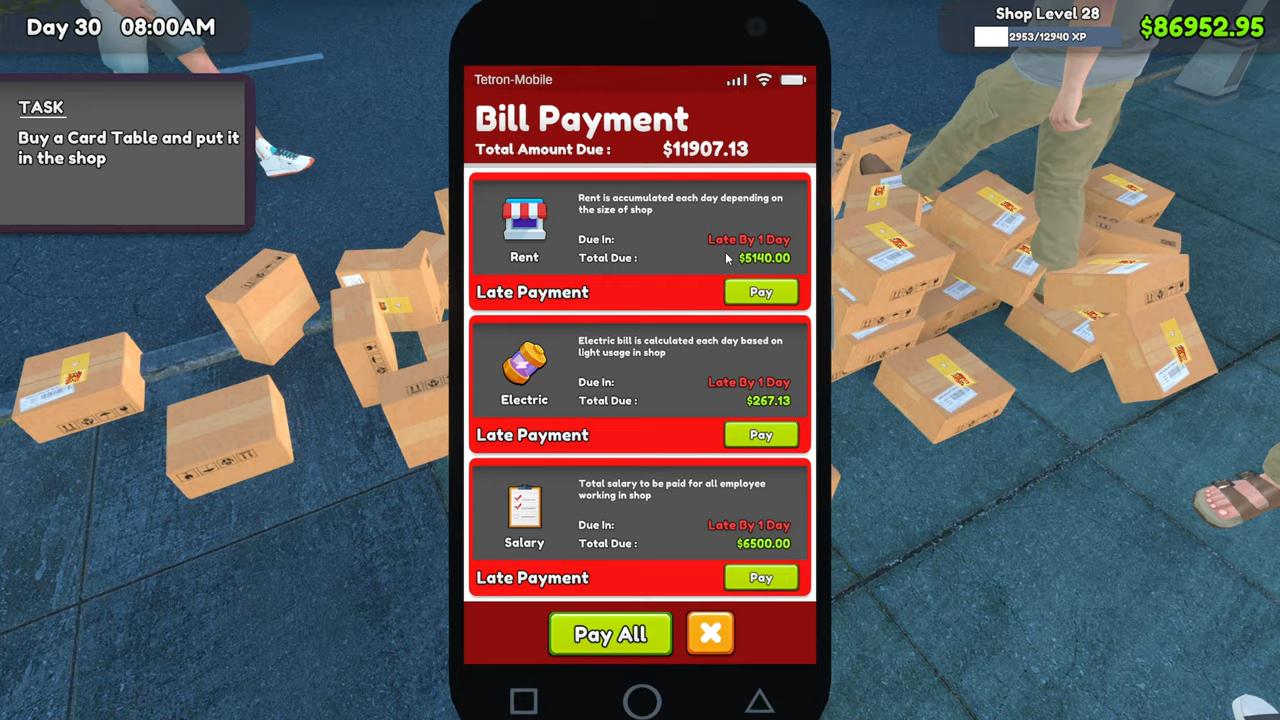 Day 30 08:00AM
Shop Level 28
2953/12940 XP
$86952.95
TASK
Buy a Card Table and put it
in the shop
Tetron-Mobile
Bill Payment
Total Amount Due : $11907.13
Rent is accumulated each day depending on
the size of shop
Due In: Late By 1 Day
Total Due : $5140.00
Rent
Late Payment Pay
Electric bill is calculated each day based on
light usage in shop
Due In: Late By 1 Day
Total Due : $267.13
Electric
Late Payment Pay
Total salary to be paid for all employee
working in shop
Due In: Late By 1 Day
Total Due : $6500.00
Salary
Late Payment Pay
Pay All